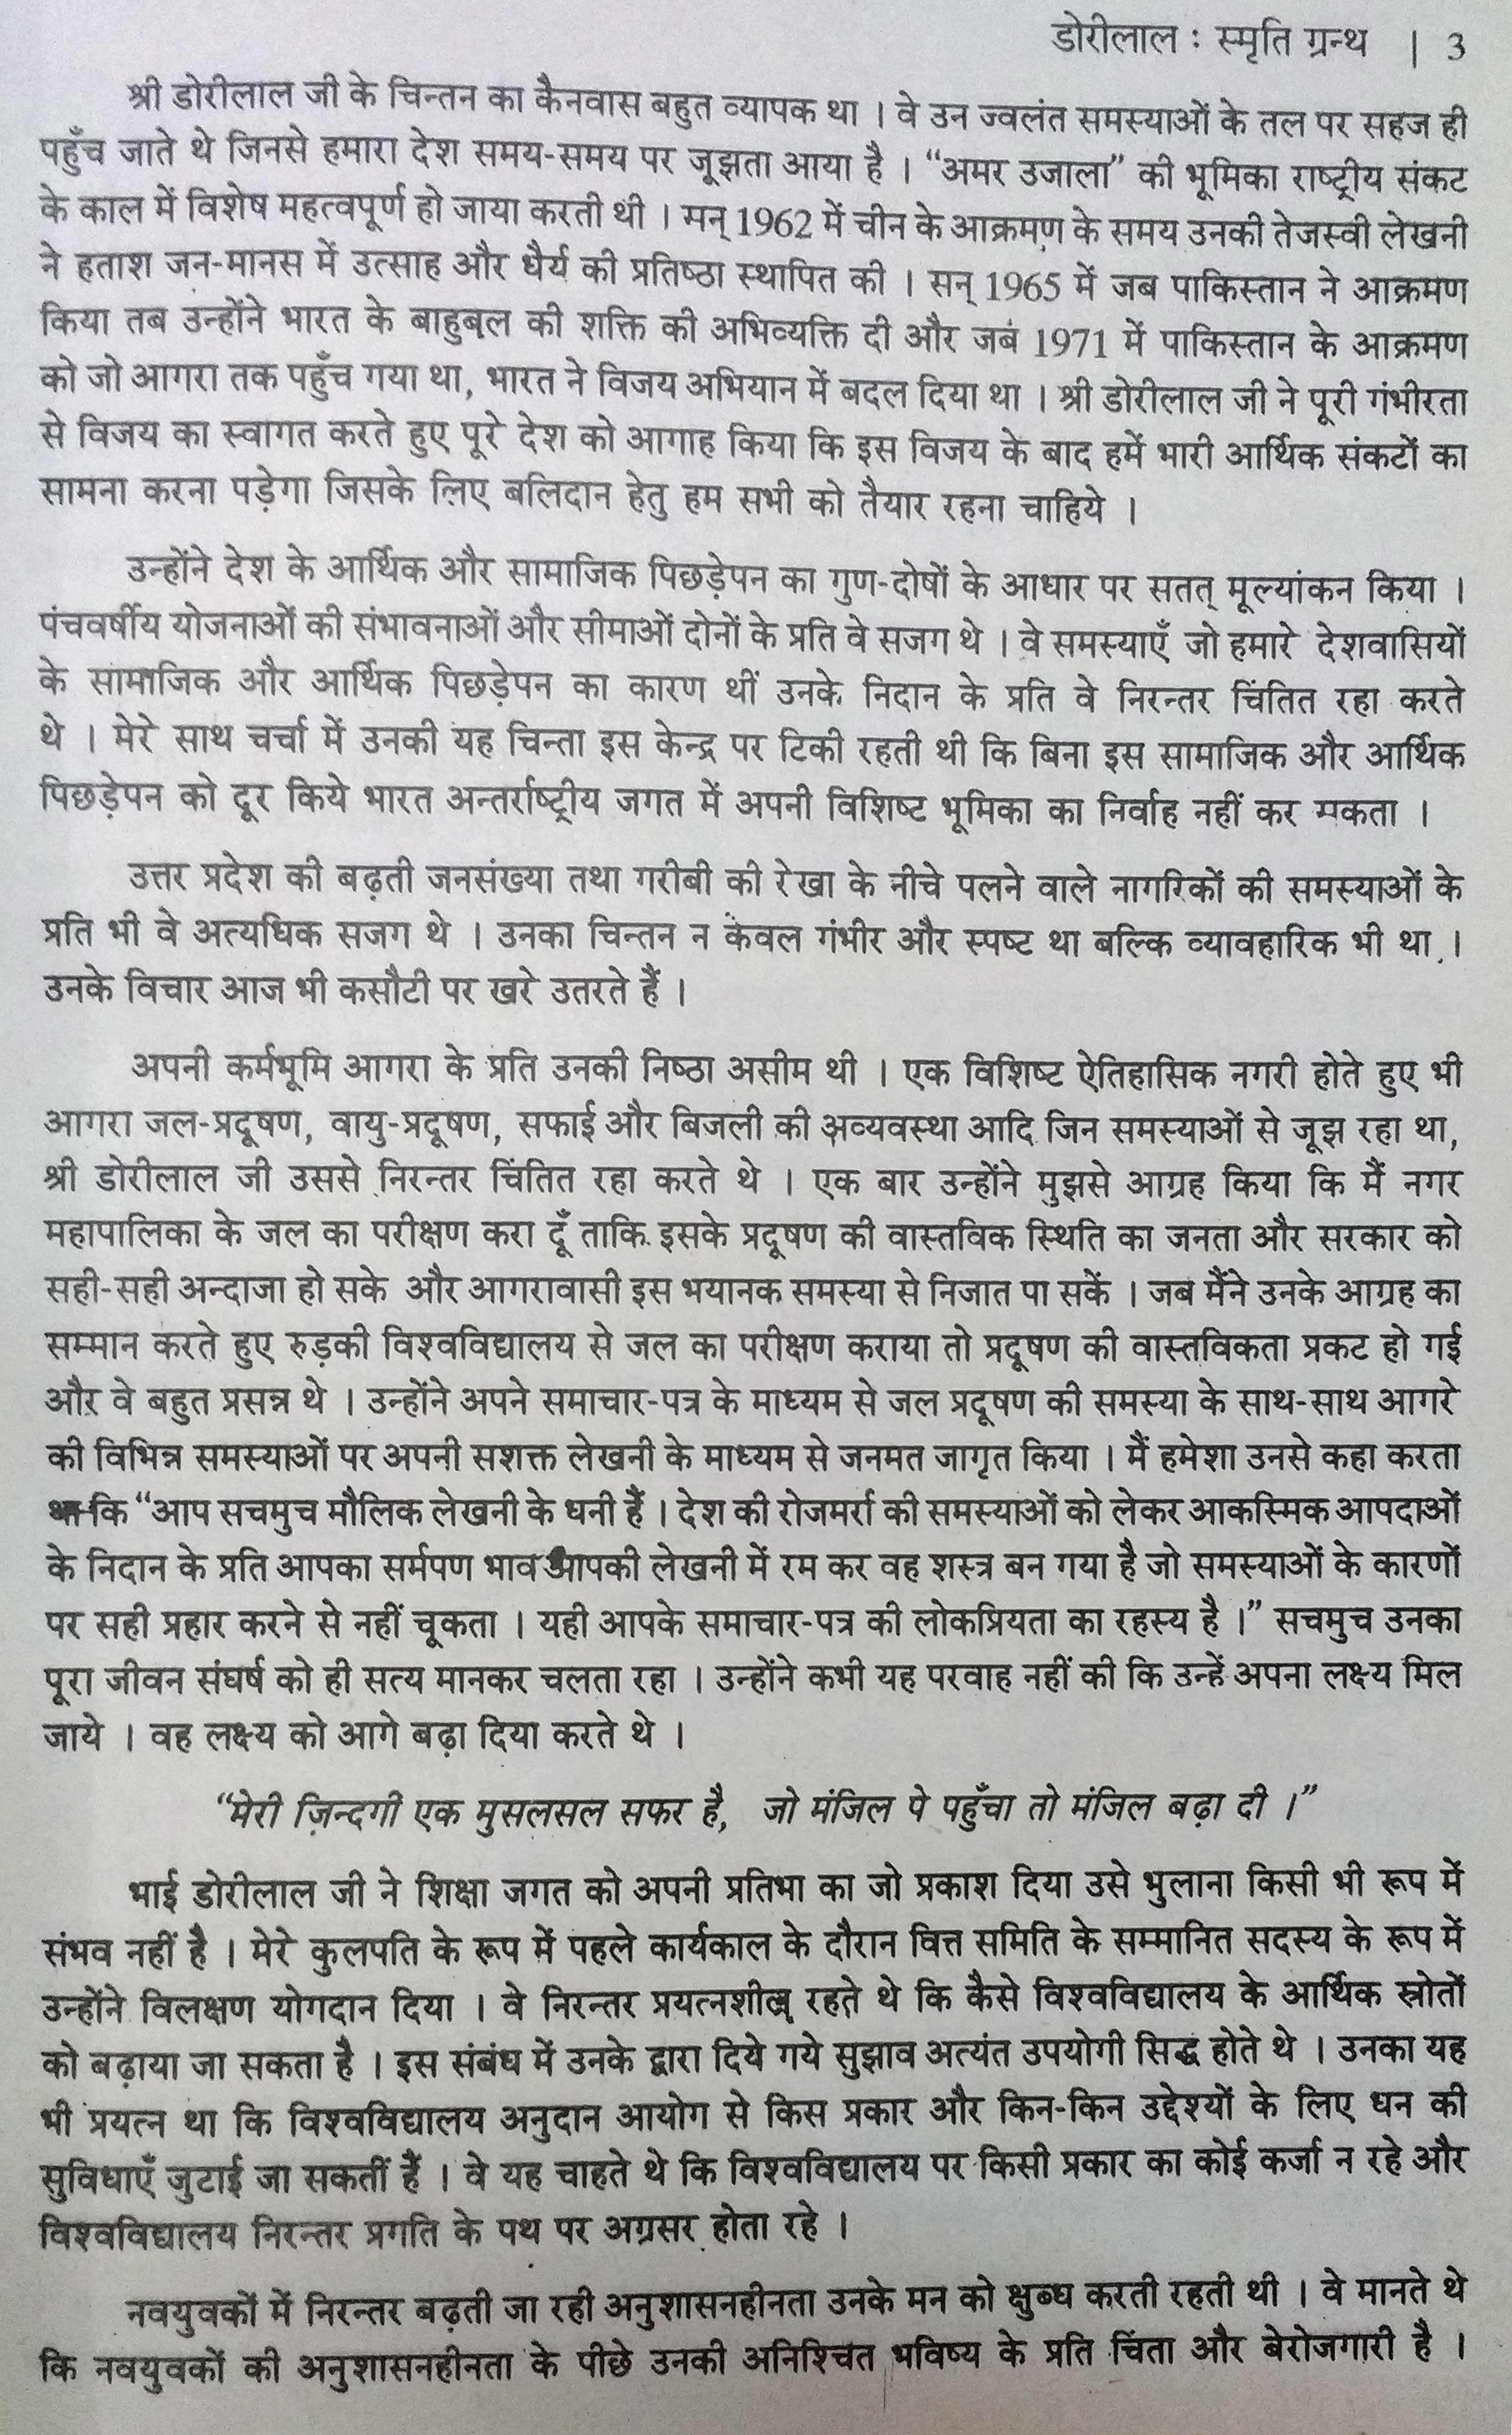 डोरीलाल : स्मृति ग्रन्थ | 3
श्री डोरीलाल जी के चिन्तन का कैनवास बहुत व्यापक था । वे उन ज्वलंत समस्याओं के तल पर सहज ही
पहुँच जाते थे जिनसे हमारा देश समय-समय पर जूझता आया है । “अमर उजाला” की भूमिका राष्ट्रीय संकट
के काल में विशेष महत्वपूर्ण हो जाया करती थी । सन् 1962 में चीन के आक्रमण के समय उनकी तेजस्वी लेखनी
ने हताश जन-मानस में उत्साह और धैर्य की प्रतिष्ठा स्थापित की । सन् 1965 में जब पाकिस्तान ने आक्रमण
किया तब उन्होंने भारत के बाहुबल की शक्ति की अभिव्यक्ति दी और जब 1971 में पाकिस्तान के आक्रमण
को जो आगरा तक पहुँच गया था, भारत ने विजय अभियान में बदल दिया था । श्री डोरीलाल जी ने पूरी गंभीरता
से विजय का स्वागत करते हुए पूरे देश को आगाह किया कि इस विजय के बाद हमें भारी आर्थिक संकटों का
सामना करना पड़ेगा जिसके लिए बलिदान हेतु हम सभी को तैयार रहना चाहिये ।
उन्होंने देश के आर्थिक और सामाजिक पिछड़ेपन का गुण-दोषों के आधार पर सतत् मूल्यांकन किया ।
पंचवर्षीय योजनाओं की संभावनाओं और सीमाओं दोनों के प्रति वे सजग थे । वे समस्याएँ जो हमारे देशवासियों
के सामाजिक और आर्थिक पिछड़ेपन का कारण थीं उनके निदान के प्रति वे निरन्तर चिंतित रहा करते
थे । मेरे साथ चर्चा में उनकी यह चिन्ता इस केन्द्र पर टिकी रहती थी कि बिना इस सामाजिक और आर्थिक
पिछड़ेपन को दूर किये भारत अन्तर्राष्ट्रीय जगत में अपनी विशिष्ट भूमिका का निर्वाह नहीं कर सकता ।
उत्तर प्रदेश की बढ़ती जनसंख्या तथा गरीबी की रेखा के नीचे पलने वाले नागरिकों की समस्याओं के
प्रति भी वे अत्यधिक सजग थे । उनका चिन्तन न केवल गंभीर और स्पष्ट था बल्कि व्यावहारिक भी था ।
उनके विचार आज भी कसौटी पर खरे उतरते हैं ।
अपनी कर्मभूमि आगरा के प्रति उनकी निष्ठा असीम थी । एक विशिष्ट ऐतिहासिक नगरी होते हुए भी
आगरा जल-प्रदूषण, वायु-प्रदूषण, सफाई और बिजली की अव्यवस्था आदि जिन समस्याओं से जूझ रहा था,
श्री डोरीलाल जी उससे निरन्तर चिंतित रहा करते थे । एक बार उन्होंने मुझसे आग्रह किया कि मैं नगर
महापालिका के जल का परीक्षण करा दूँ ताकि इसके प्रदूषण की वास्तविक स्थिति का जनता और सरकार को
सही-सही अन्दाजा हो सके और आगरावासी इस भयानक समस्या से निजात पा सकें । जब मैंने उनके आग्रह का
सम्मान करते हुए रुड़की विश्वविद्यालय से जल का परीक्षण कराया तो प्रदूषण की वास्तविकता प्रकट हो गई
और वे बहुत प्रसन्न थे । उन्होंने अपने समाचार-पत्र के माध्यम से जल प्रदूषण की समस्या के साथ-साथ आगरे
की विभिन्न समस्याओं पर अपनी सशक्त लेखनी के माध्यम से जनमत जागृत किया । मैं हमेशा उनसे कहा करता
था कि “आप सचमुच मौलिक लेखनी के धनी हैं । देश की रोजमर्रा की समस्याओं को लेकर आकस्मिक आपदाओं
के निदान के प्रति आपका सर्मपण भाव आपकी लेखनी में रम कर वह शस्त्र बन गया है जो समस्याओं के कारणों
पर सही प्रहार करने से नहीं चूकता । यही आपके समाचार-पत्र की लोकप्रियता का रहस्य है ।” सचमुच उनका
पूरा जीवन संघर्ष को ही सत्य मानकर चलता रहा । उन्होंने कभी यह परवाह नहीं की कि उन्हें अपना लक्ष्य मिल
जाये । वह लक्ष्य को आगे बढ़ा दिया करते थे ।
“मेरी ज़िन्दगी एक मुसलसल सफर है, जो मंजिल पे पहुँचा तो मंजिल बढ़ा दी ।”
भाई डोरीलाल जी ने शिक्षा जगत को अपनी प्रतिभा का जो प्रकाश दिया उसे भुलाना किसी भी रूप में
संभव नहीं है । मेरे कुलपति के रूप में पहले कार्यकाल के दौरान वित्त समिति के सम्मानित सदस्य के रूप में
उन्होंने विलक्षण योगदान दिया । वे निरन्तर प्रयत्नशील रहते थे कि कैसे विश्वविद्यालय के आर्थिक स्रोतों
को बढ़ाया जा सकता है । इस संबंध में उनके द्वारा दिये गये सुझाव अत्यंत उपयोगी सिद्ध होते थे । उनका यह
भी प्रयत्न था कि विश्वविद्यालय अनुदान आयोग से किस प्रकार और किन-किन उद्देश्यों के लिए धन की
सुविधाएँ जुटाई जा सकतीं हैं । वे यह चाहते थे कि विश्वविद्यालय पर किसी प्रकार का कोई कर्जा न रहे और
विश्वविद्यालय निरन्तर प्रगति के पथ पर अग्रसर होता रहे ।
नवयुवकों में निरन्तर बढ़ती जा रही अनुशासनहीनता उनके मन को क्षुब्ध करती रहती थी । वे मानते थे
कि नवयुवकों की अनुशासनहीनता के पीछे उनकी अनिश्चित भविष्य के प्रति चिंता और बेरोजगारी है ।